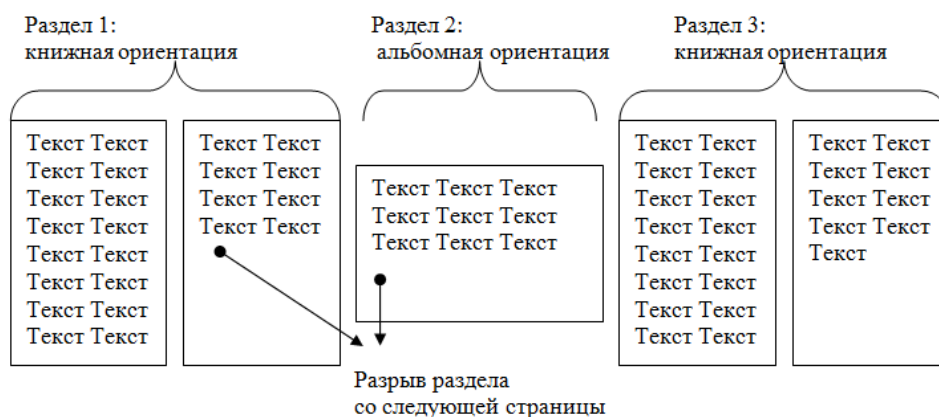 Раздел 1:
книжная ориентация
Раздел 2:
альбомная ориентация
Раздел 3:
книжная ориентация
Текст Текст
Текст Текст
Текст Текст
Текст Текст
Текст Текст
Текст Текст
Текст Текст
Текст Текст
Текст Текст
Текст Текст
Текст Текст
Текст Текст
Текст Текст Текст
Текст Текст Текст
Текст Текст Текст
Текст Текст
Текст Текст
Текст Текст
Текст Текст
Текст Текст
Текст Текст
Текст Текст
Текст Текст
Текст Текст
Текст Текст
Текст Текст
Текст Текст
Текст
Разрыв раздела
со следующей страницы